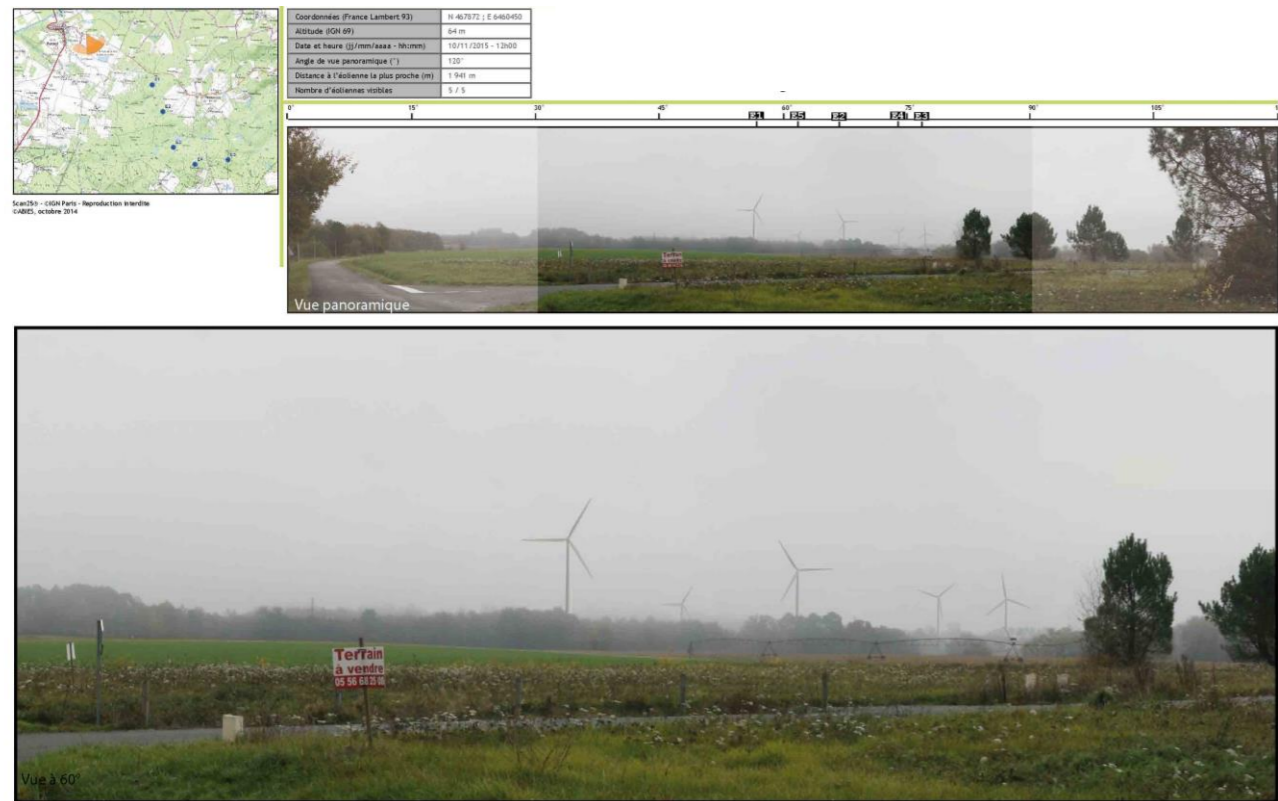 Coordonnées (France Lambert 93) N 467872 ; E 6460450
Altitude (IGN 69) 64 m
Date et heure (jj/mm/aaaa - hh:mm) 10/11/2015 - 12h00
Angle de vue panoramique (°) 120°
Distance à l'éolienne la plus proche (m) 1 941 m
Nombre d'éoliennes visibles 5 / 5
Scan25® - ©IGN Paris - Reproduction interdite
©ABIES, octobre 2014
0° 15° 30° 45° 60° 75° 90° 105°
E1 E5 E2 E4 E3
Terrain
Vue panoramique
Terrain
à vendre
05 56 68 25 08
Vue à 60°